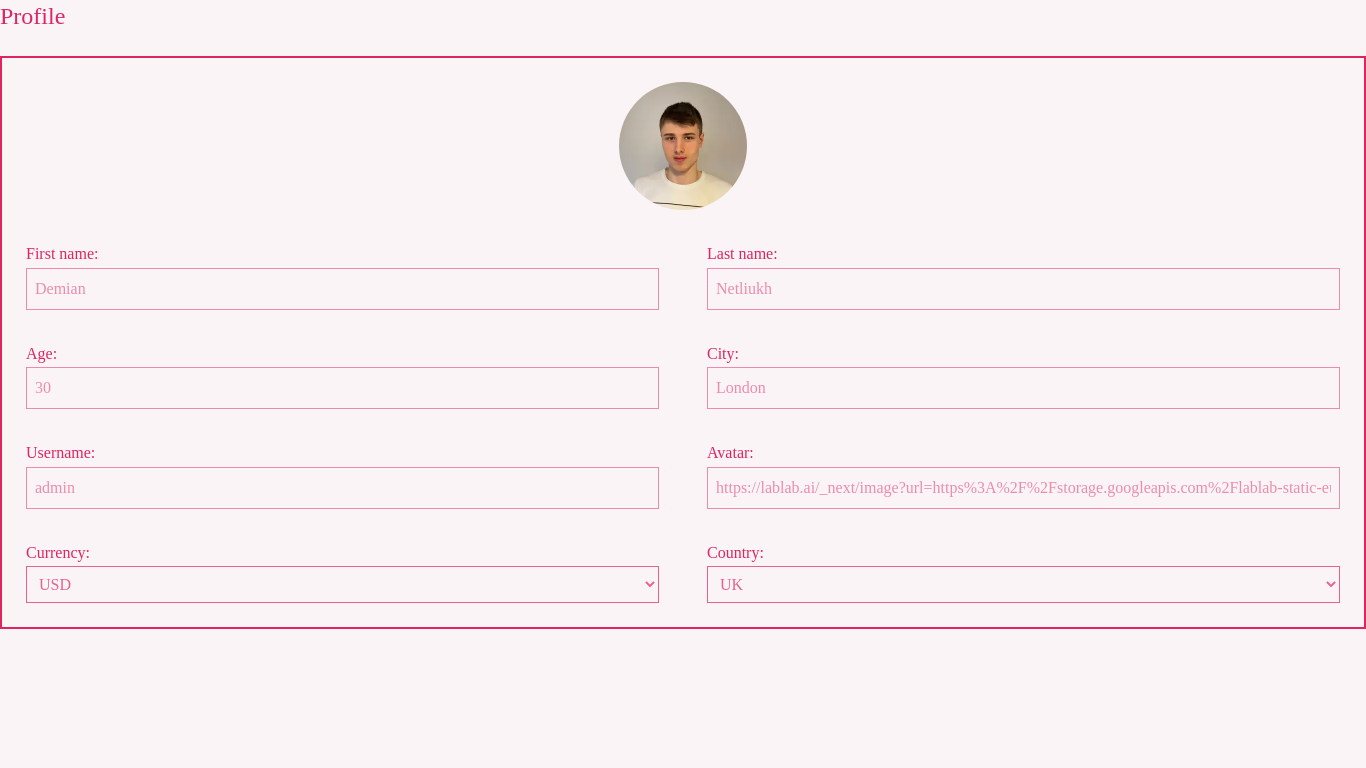 Profile
First name:
Last name:
Demian
Netliukh
Age:
City:
30
London
Username:
Avatar:
admin
https://lablab.ai/_next/image?url=https%3A%2F%2Fstorage.googleapis.com%2Flablab-static-e
Currency:
Country:
USD
UK